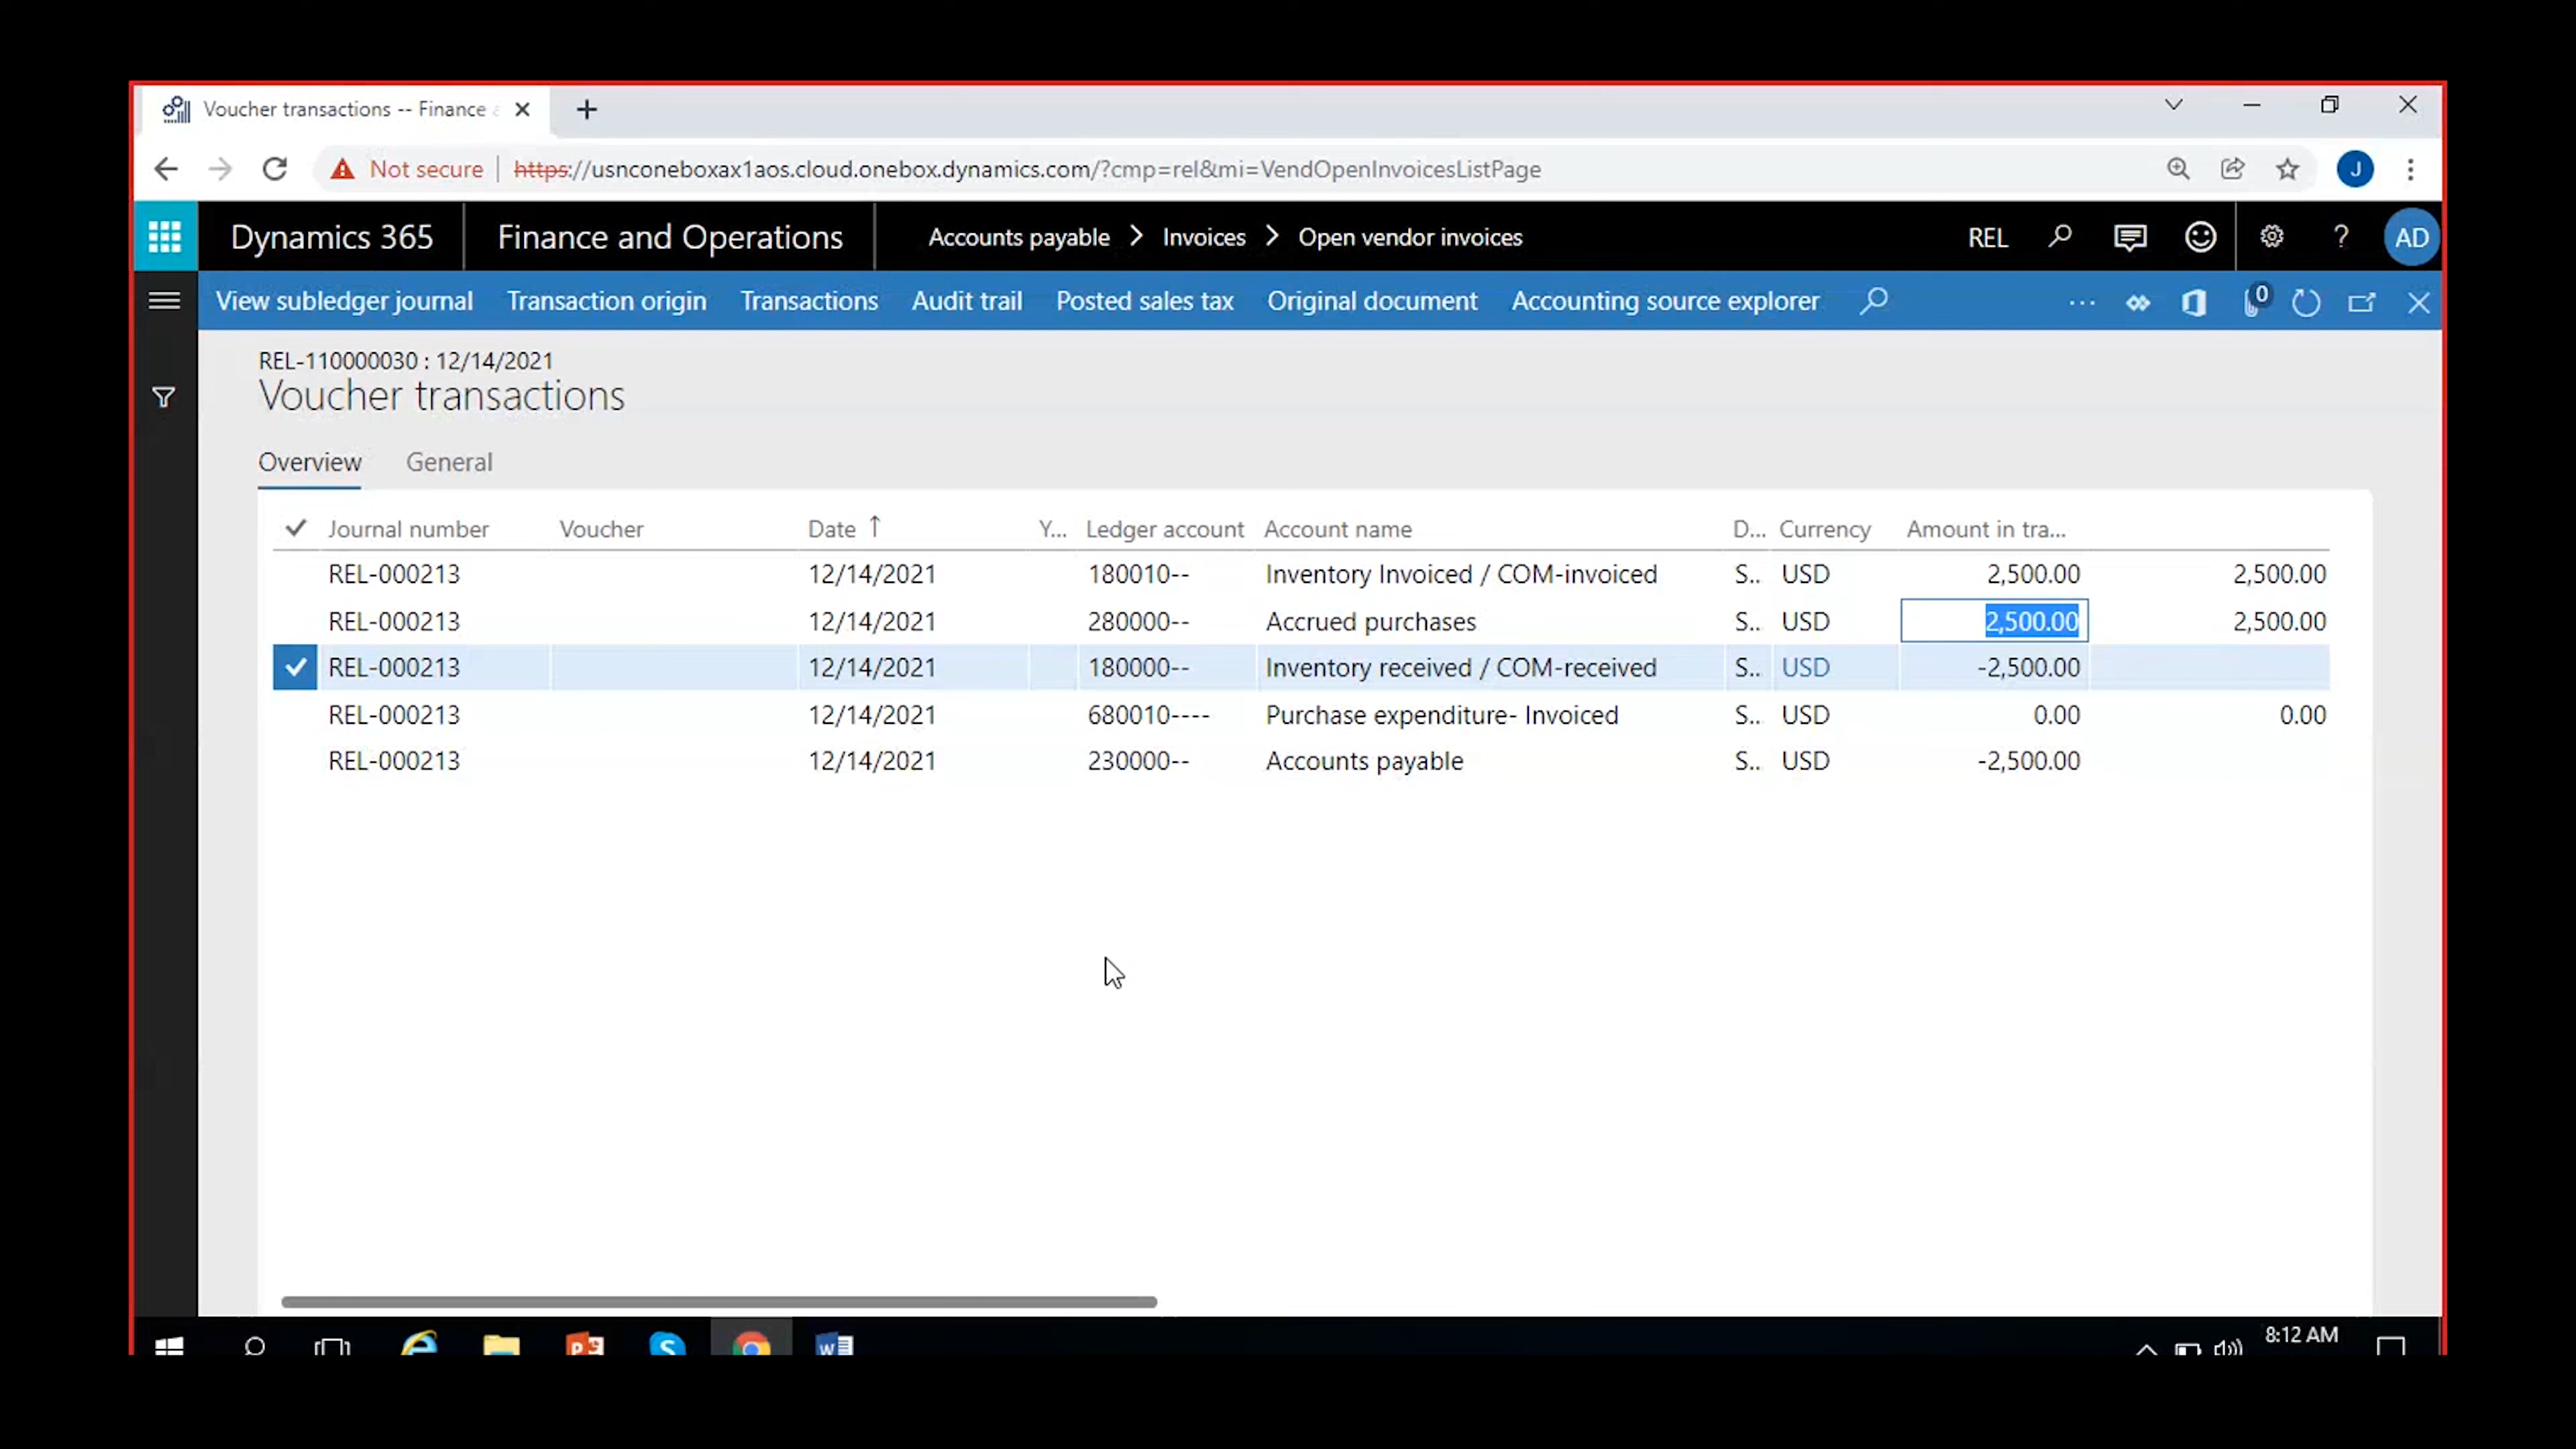 Voucher transactions -- Finance a
Not secure https://usnconeboxax1aos.cloud.onebox.dynamics.com/?cmp=rel&mi=VendOpenInvoicesListPage J
Dynamics 365 Finance and Operations Accounts payable > Invoices > Open vendor invoices REL ? AD
View subledger journal Transaction origin Transactions Audit trail Posted sales tax Original document Accounting source explorer ... 0
REL-110000030 : 12/14/2021
Voucher transactions
Overview General
Journal number Voucher Date ↑ Y... Ledger account Account name D... Currency Amount in tra...
REL-000213 12/14/2021 180010-- Inventory Invoiced / COM-invoiced S.. USD 2,500.00 2,500.00
REL-000213 12/14/2021 280000-- Accrued purchases S.. USD 2,500.00 2,500.00
REL-000213 12/14/2021 180000-- Inventory received / COM-received S.. USD -2,500.00
REL-000213 12/14/2021 680010---- Purchase expenditure- Invoiced S.. USD 0.00 0.00
REL-000213 12/14/2021 230000-- Accounts payable S.. USD -2,500.00
8:12 AM